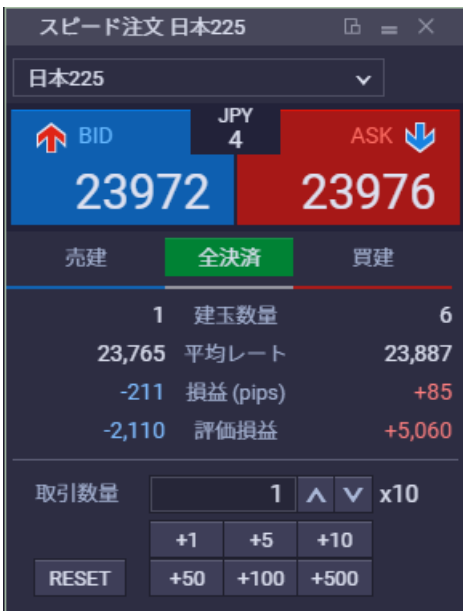 スピード注文 日本225
日本225
JPY
BID 4 ASK
23972 23976
売建 全決済 買建
1 建玉数量 6
23,765 平均レート 23,887
-211 損益 (pips) +85
-2,110 評価損益 +5,060
取引数量 1 x10
+1 +5 +10
RESET +50 +100 +500